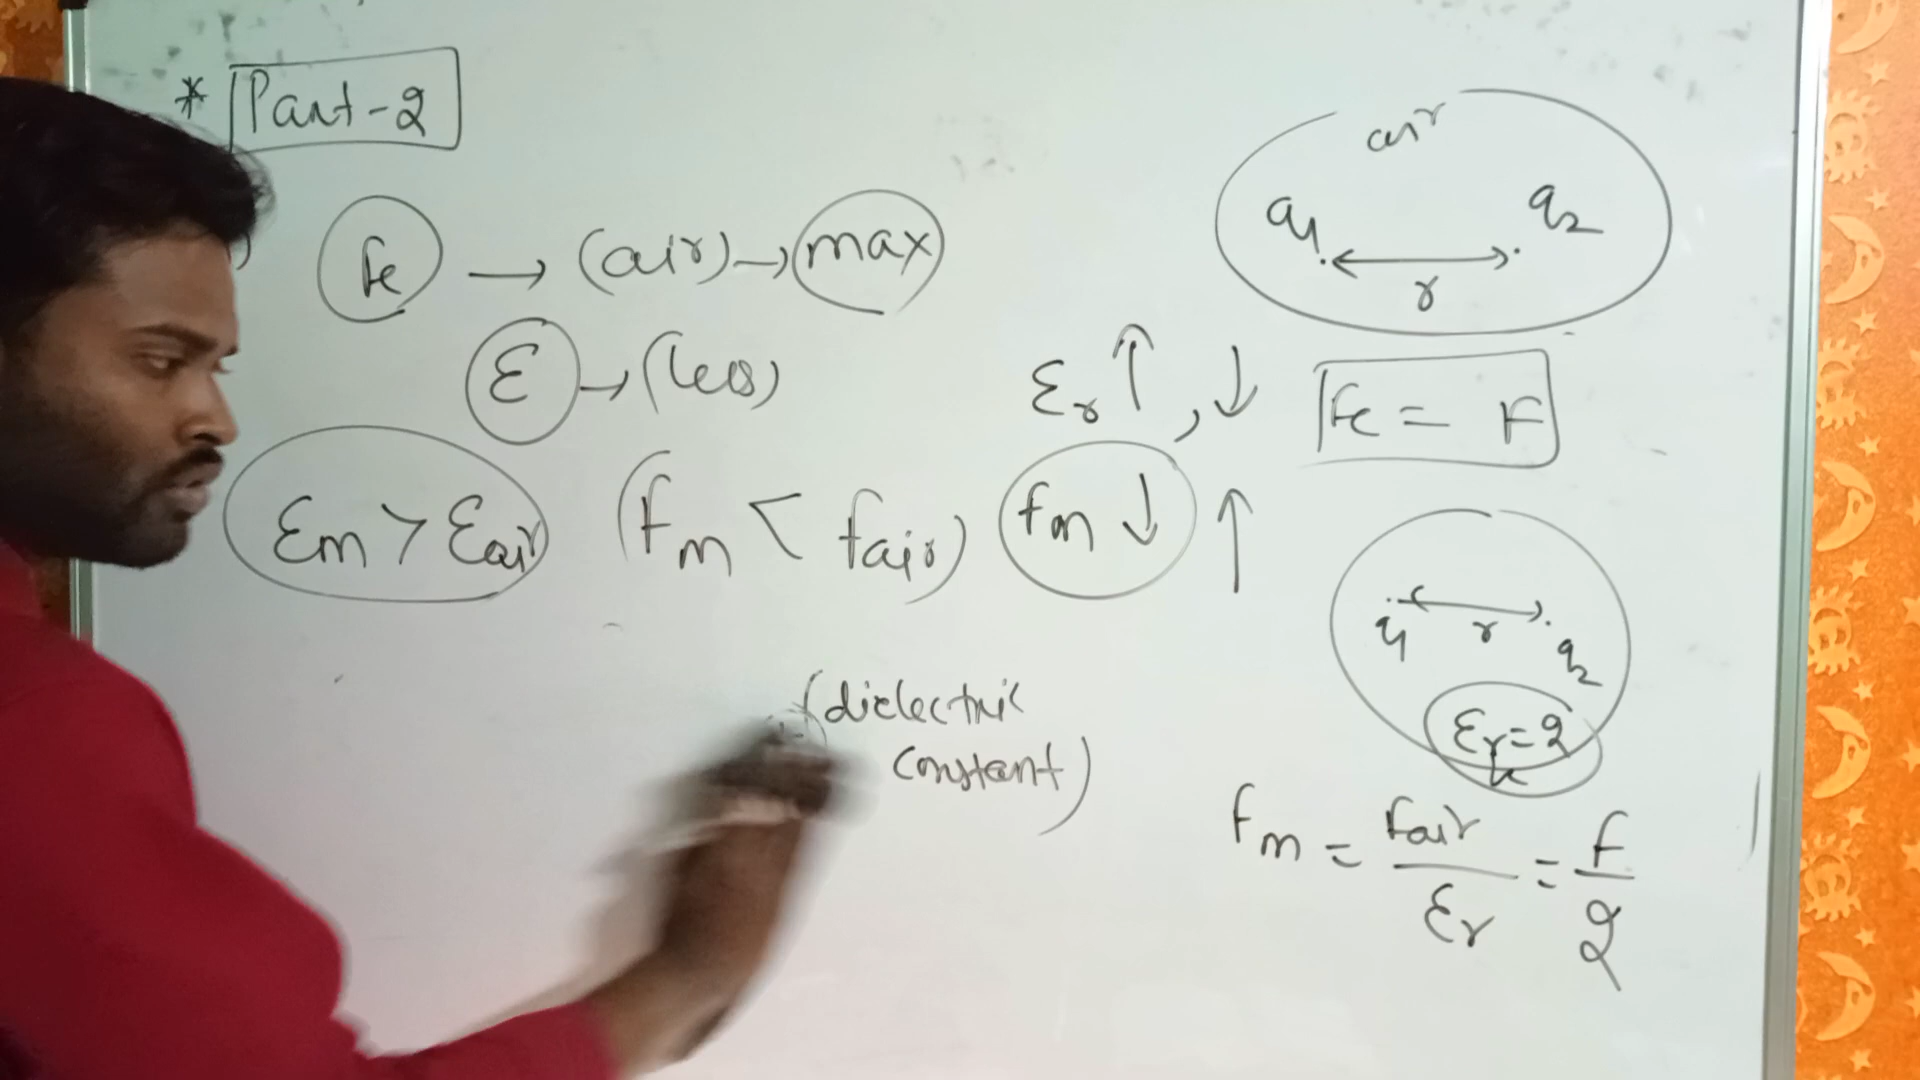 * Part-2
Fe → (air) → max
ε → (less)
εm > εair (Fm < Fair)
εr ↑, ↓
Fm ↓ ↑
(dielectric
constant)
air
q1 q2
r
Fe = F
q1 r q2
εr = 2
k
Fm = Fair / εr = F / 2